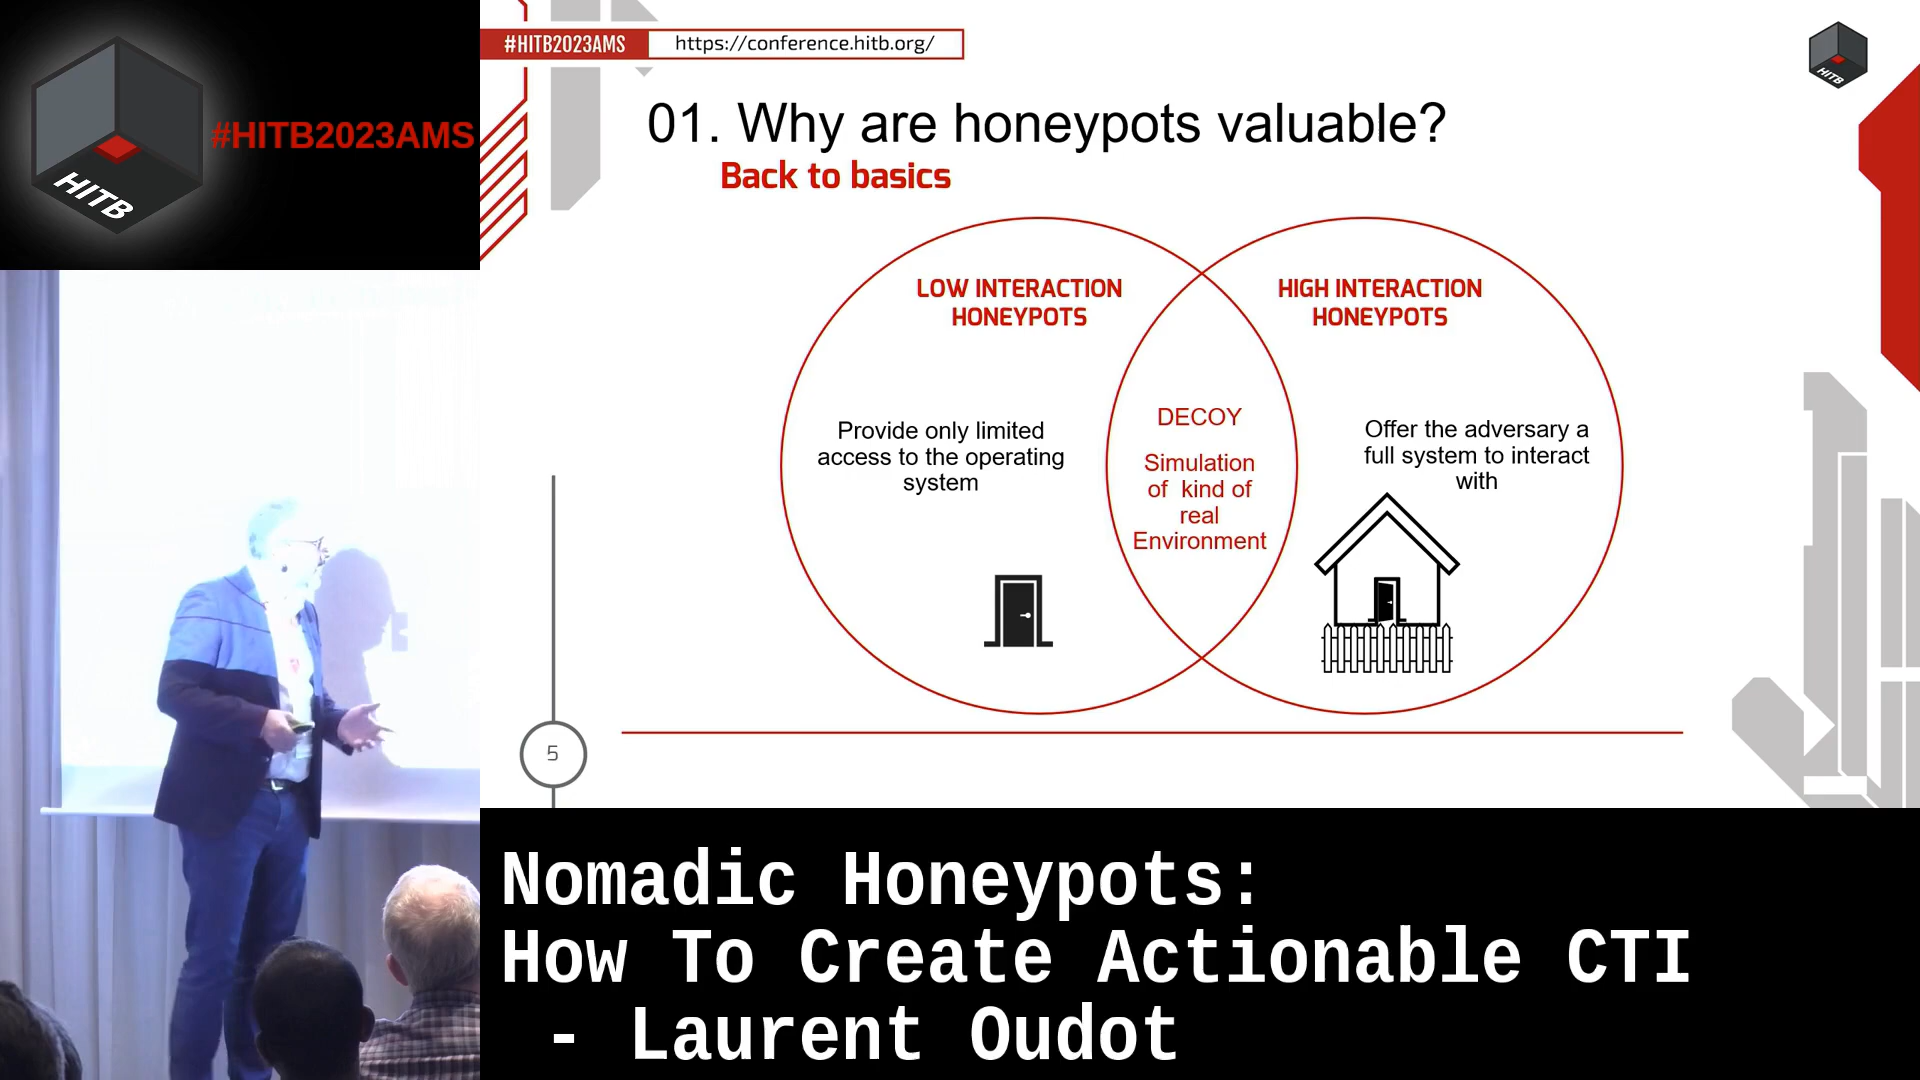 HITB
#HITB2023AMS
#HITB2023AMS
https://conference.hitb.org/
HITB
01. Why are honeypots valuable?
Back to basics
LOW INTERACTION
HONEYPOTS
Provide only limited
access to the operating
system
DECOY
Simulation
of kind of
real
Environment
HIGH INTERACTION
HONEYPOTS
Offer the adversary a
full system to interact
with
5
Nomadic Honeypots:
How To Create Actionable CTI
- Laurent Oudot